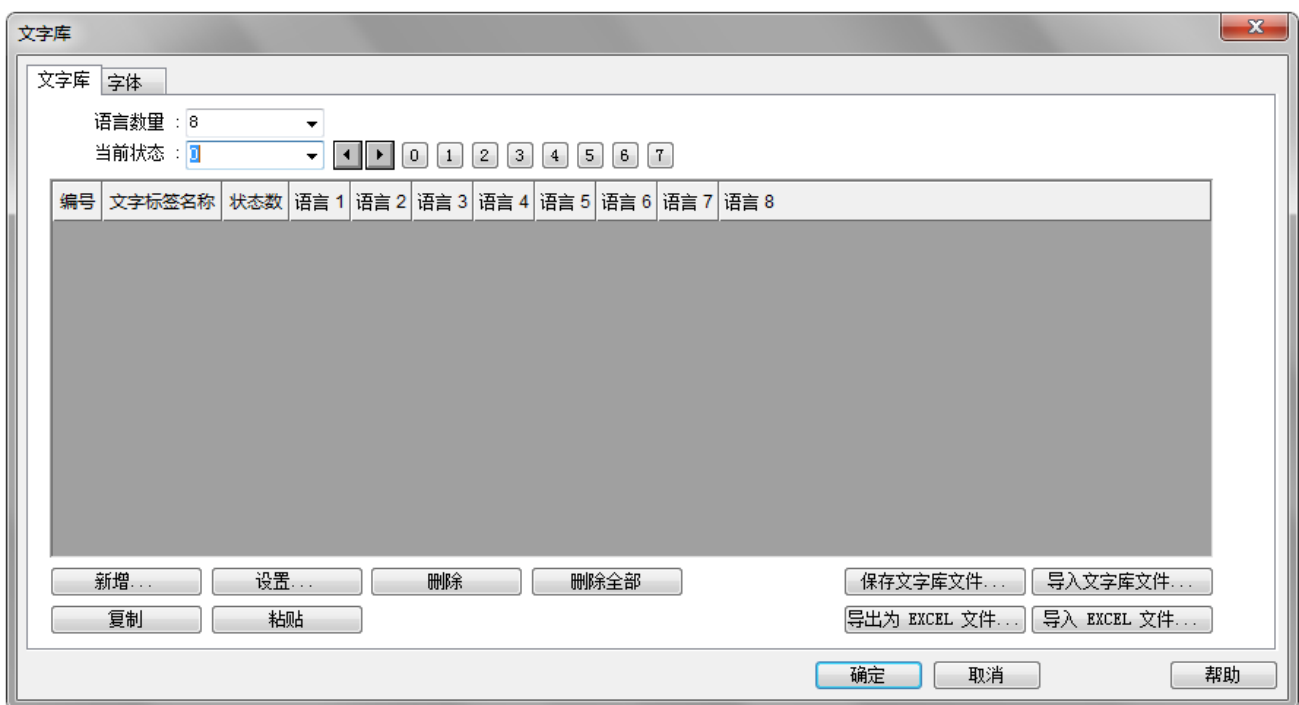 文字库
文字库 字体
语言数量 : 8
当前状态 : 0 0 1 2 3 4 5 6 7
编号 文字标签名称 状态数 语言 1 语言 2 语言 3 语言 4 语言 5 语言 6 语言 7 语言 8
新增... 设置... 删除 删除全部 保存文字库文件... 导入文字库文件...
复制 粘贴 导出为 EXCEL 文件... 导入 EXCEL 文件...
确定 取消 帮助